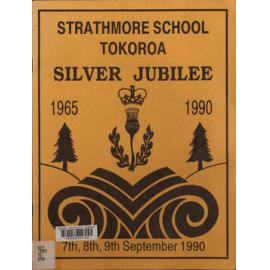 STRATHMORE SCHOOL
TOKOROA
SILVER JUBILEE
1965 1990
7th, 8th, 9th September 1990